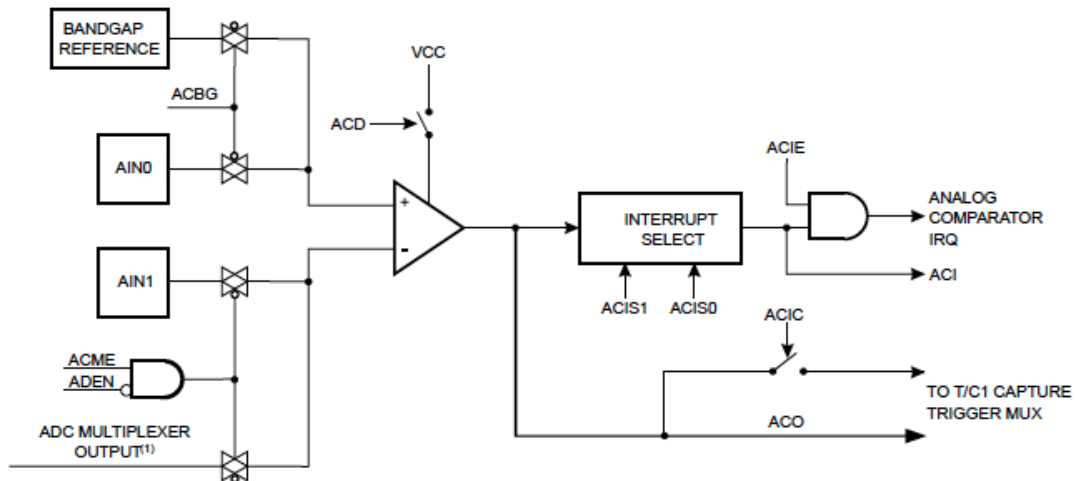 BANDGAP
REFERENCE
ACBG
AIN0
AIN1
ACME
ADEN
ADC MULTIPLEXER
OUTPUT(1)
VCC
ACD
+
-
INTERRUPT
SELECT
ACIS1 ACIS0
ACIE
ANALOG
COMPARATOR
IRQ
ACI
ACIC
TO T/C1 CAPTURE
TRIGGER MUX
ACO